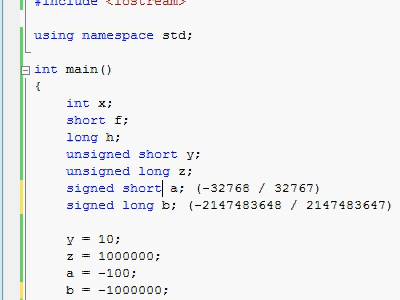 #include <iostream>
using namespace std;
int main()
{
int x;
short f;
long h;
unsigned short y;
unsigned long z;
signed short a; (-32768 / 32767)
signed long b; (-2147483648 / 2147483647)
y = 10;
z = 1000000;
a = -100;
b = -1000000;